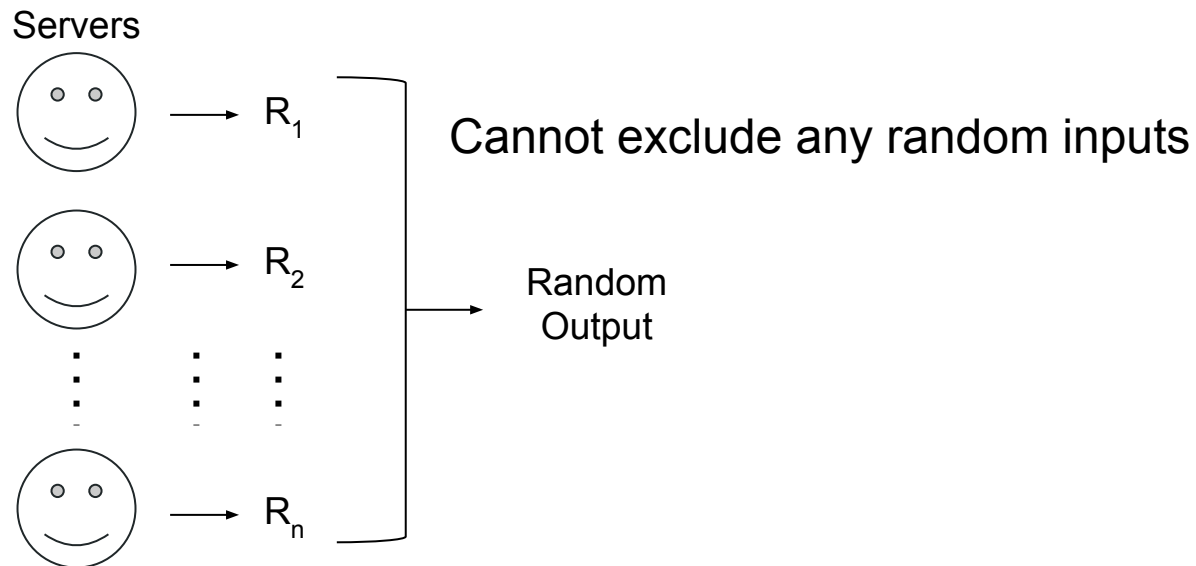 Servers
R1
Cannot exclude any random inputs
R2
Random
Output
Rn